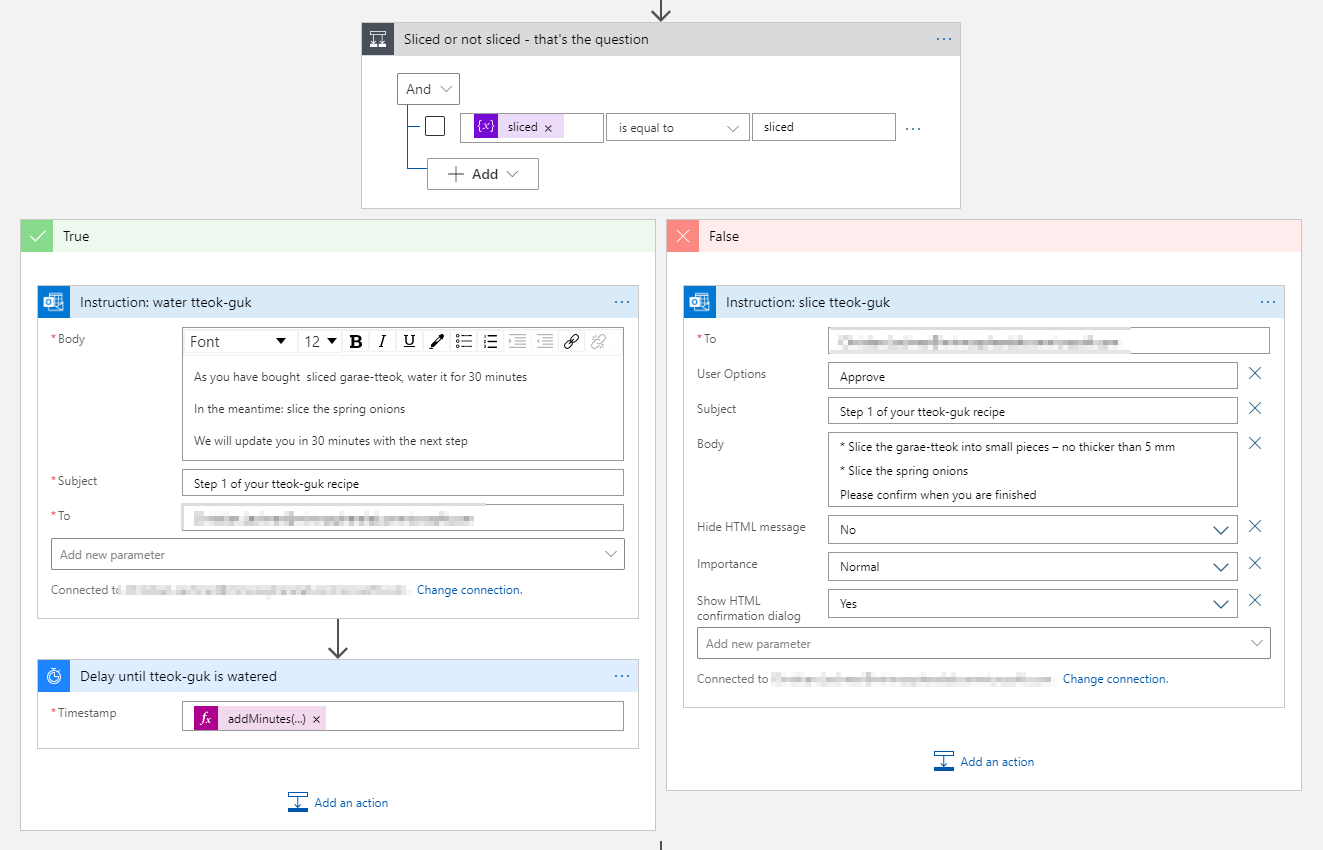 Sliced or not sliced - that's the question
And
{x} sliced × is equal to sliced
Add
True
Instruction: water tteok-guk
*Body
Font 12 B I U
As you have bought  sliced garae-tteok, water it for 30 minutes
In the meantime: slice the spring onions
We will update you in 30 minutes with the next step
*Subject Step 1 of your tteok-guk recipe
*To
Add new parameter
Connected to Change connection.
Delay until tteok-guk is watered
*Timestamp fx addMinutes(...) ×
Add an action
False
Instruction: slice tteok-guk
*To
User Options Approve
Subject Step 1 of your tteok-guk recipe
Body * Slice the garae-tteok into small pieces – no thicker than 5 mm
* Slice the spring onions
Please confirm when you are finished
Hide HTML message No
Importance Normal
Show HTML
confirmation dialog Yes
Add new parameter
Connected to Change connection.
Add an action